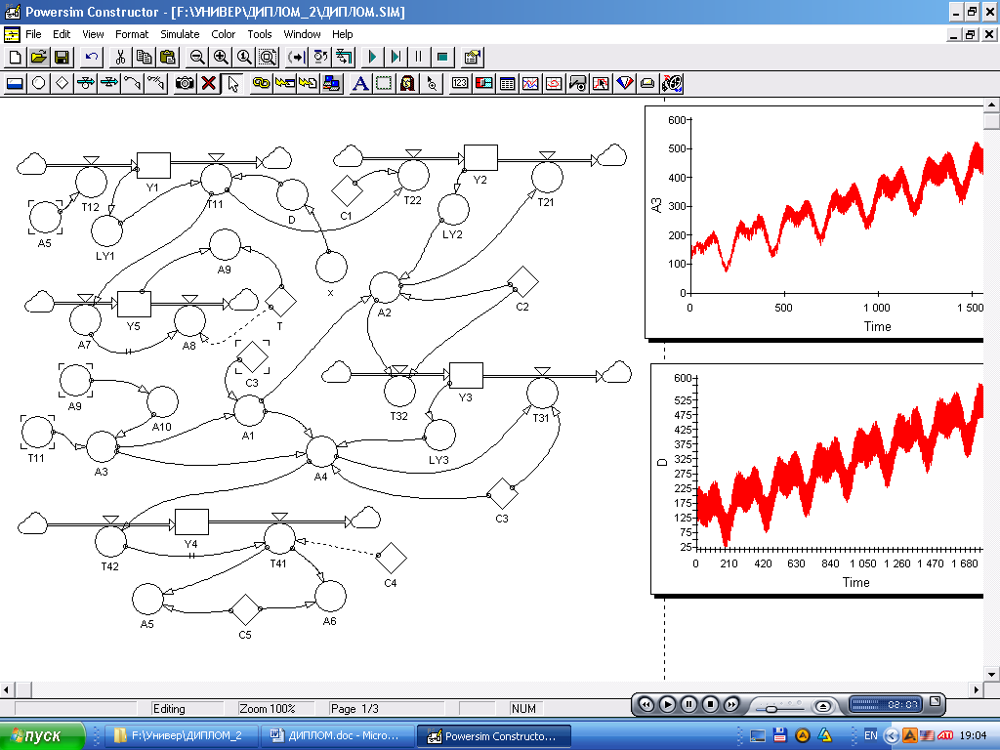 Powersim Constructor - [F:\УНИВЕР\ДИПЛОМ_2\ДИПЛОМ.SIM]
File Edit View Format Simulate Color Tools Window Help
123
Y1
T12
T11
A5
LY1
D
A9
X
Y5
A7
A8
T
C1
T22
Y2
T21
LY2
A2
C2
C3
A9
A10
T11
A3
A1
A4
T32
Y3
T31
LY3
C3
Y4
T42
T41
C4
A5
C5
A6
A3
600
500
400
300
200
100
0
0 500 1 000 1 500
Time
D
600
525
475
425
375
325
275
225
175
125
75
25
0 210 420 630 840 1 050 1 260 1 470 1 680
Time
Editing Zoom 100% Page 1/3 NUM
02:07
пуск F:\Универ\ДИПЛОМ_2 ДИПЛОМ.doc - Micro... Powersim Constructo... EN 19:04